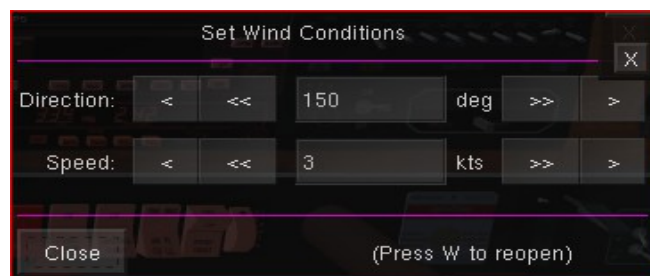 Set Wind Conditions
X
Direction: < << 150 deg >> >
Speed: < << 3 kts >> >
Close (Press W to reopen)